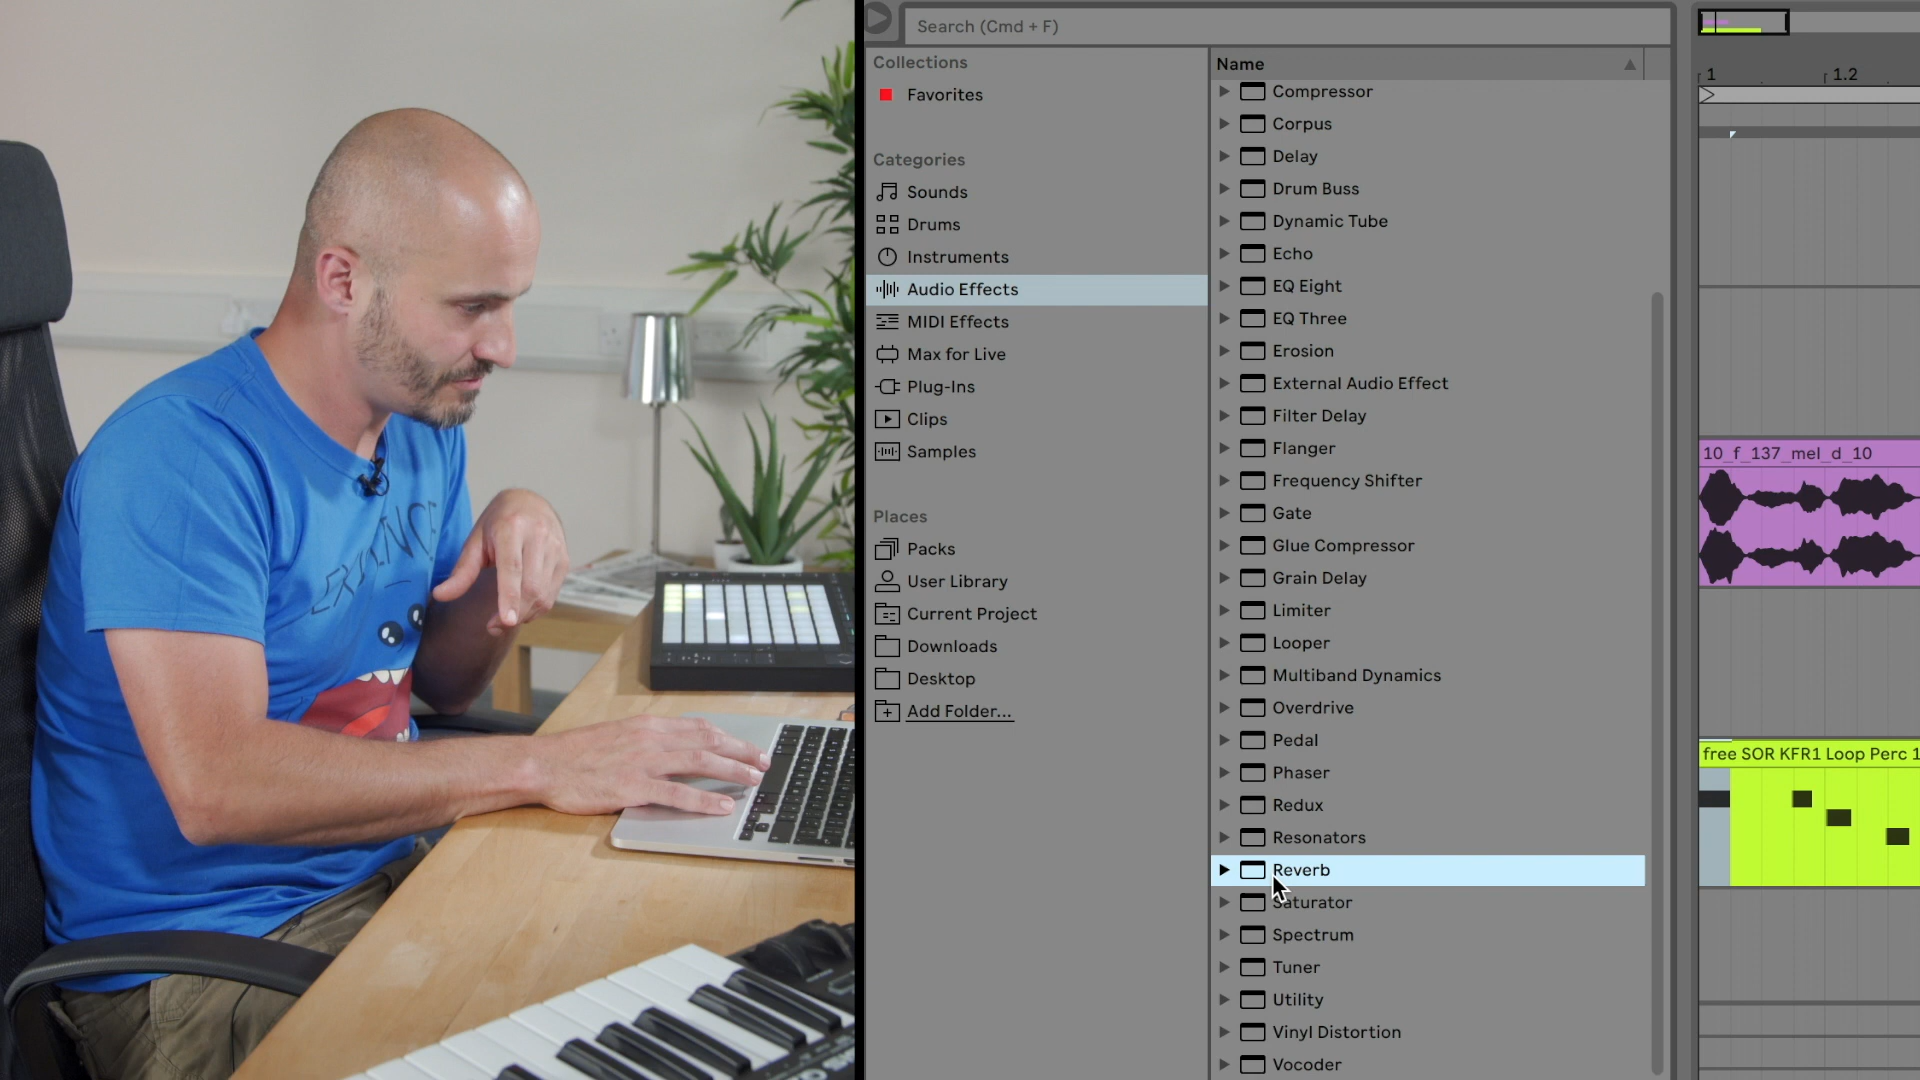 Search (Cmd + F)
Collections
Favorites
Categories
Sounds
Drums
Instruments
Audio Effects
MIDI Effects
Max for Live
Plug-Ins
Clips
Samples
Places
Packs
User Library
Current Project
Downloads
Desktop
Add Folder...
Name
Compressor
Corpus
Delay
Drum Buss
Dynamic Tube
Echo
EQ Eight
EQ Three
Erosion
External Audio Effect
Filter Delay
Flanger
Frequency Shifter
Gate
Glue Compressor
Grain Delay
Limiter
Looper
Multiband Dynamics
Overdrive
Pedal
Phaser
Redux
Resonators
Reverb
Saturator
Spectrum
Tuner
Utility
Vinyl Distortion
Vocoder
1 1.2
10_f_137_mel_d_10
free SOR KFR1 Loop Perc 1